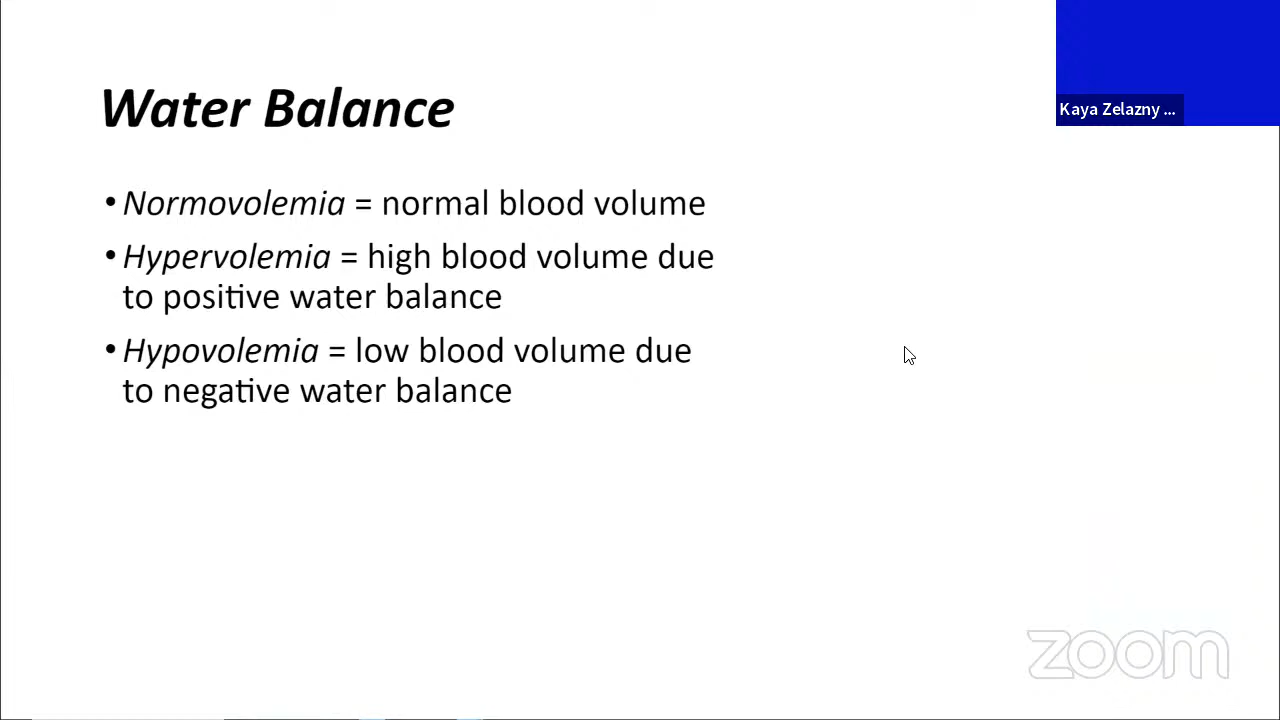 Water Balance
Kaya Zelazny ...
• Normovolemia = normal blood volume
• Hypervolemia = high blood volume due
to positive water balance
• Hypovolemia = low blood volume due
to negative water balance
zoom